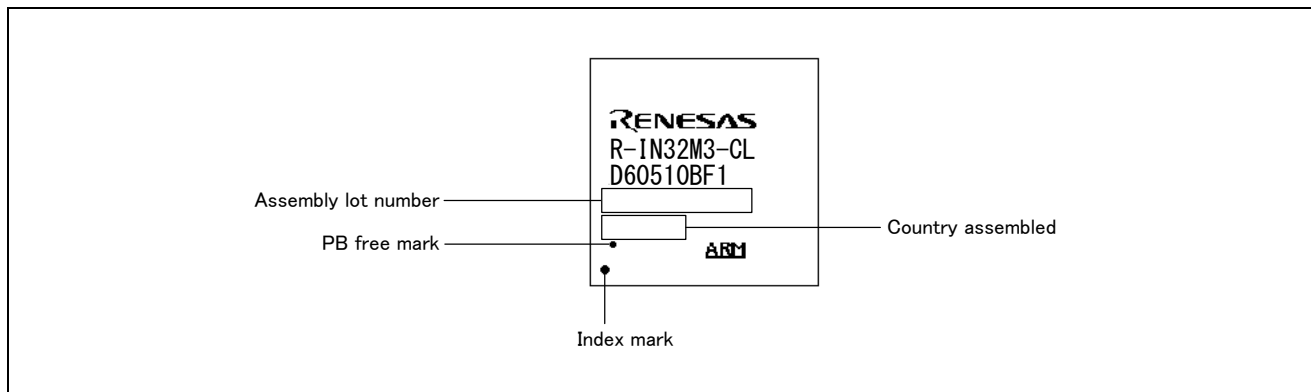 RENESAS
R-IN32M3-CL
D60510BF1
Assembly lot number
Country assembled
PB free mark
ARM
Index mark